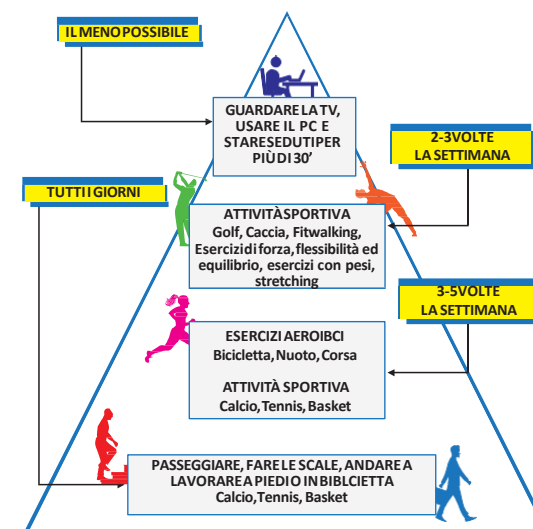 IL MENO POSSIBILE
GUARDARE LA TV,
USARE IL PC E
STARE SEDUTI PER
PIÙ DI 30'
2-3 VOLTE
LA SETTIMANA
TUTTI I GIORNI
ATTIVITÀ SPORTIVA
Golf, Caccia, Fitwalking,
Esercizi di forza, flessibilità ed
equilibrio, esercizi con pesi,
stretching
3-5 VOLTE
LA SETTIMANA
ESERCIZI AEROIBCI
Bicicletta, Nuoto, Corsa
ATTIVITÀ SPORTIVA
Calcio, Tennis, Basket
PASSEGGIARE, FARE LE SCALE, ANDARE A
LAVORARE A PIEDI O IN BIBLCIETTA
Calcio, Tennis, Basket